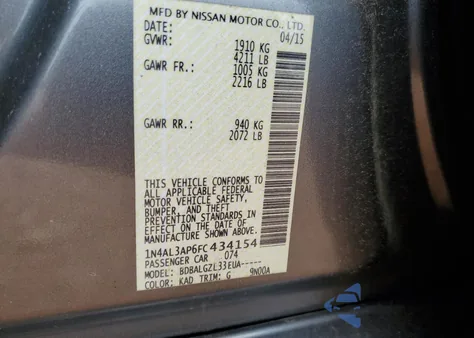 MFD BY NISSAN MOTOR CO., LTD.
DATE: 04/15
GVWR: 1910 KG
4211 LB
GAWR FR.: 1005 KG
2216 LB
GAWR RR.: 940 KG
2072 LB
THIS VEHICLE CONFORMS TO
ALL APPLICABLE FEDERAL
MOTOR VEHICLE SAFETY,
BUMPER, AND THEFT
PREVENTION STANDARDS IN
EFFECT ON THE DATE OF
MANUFACTURE SHOWN ABOVE.
1N4AL3AP6FC434154
PASSENGER CAR 074
MODEL: BDBALGZL33EUA-----
COLOR: KAD TRIM: G 9N00A